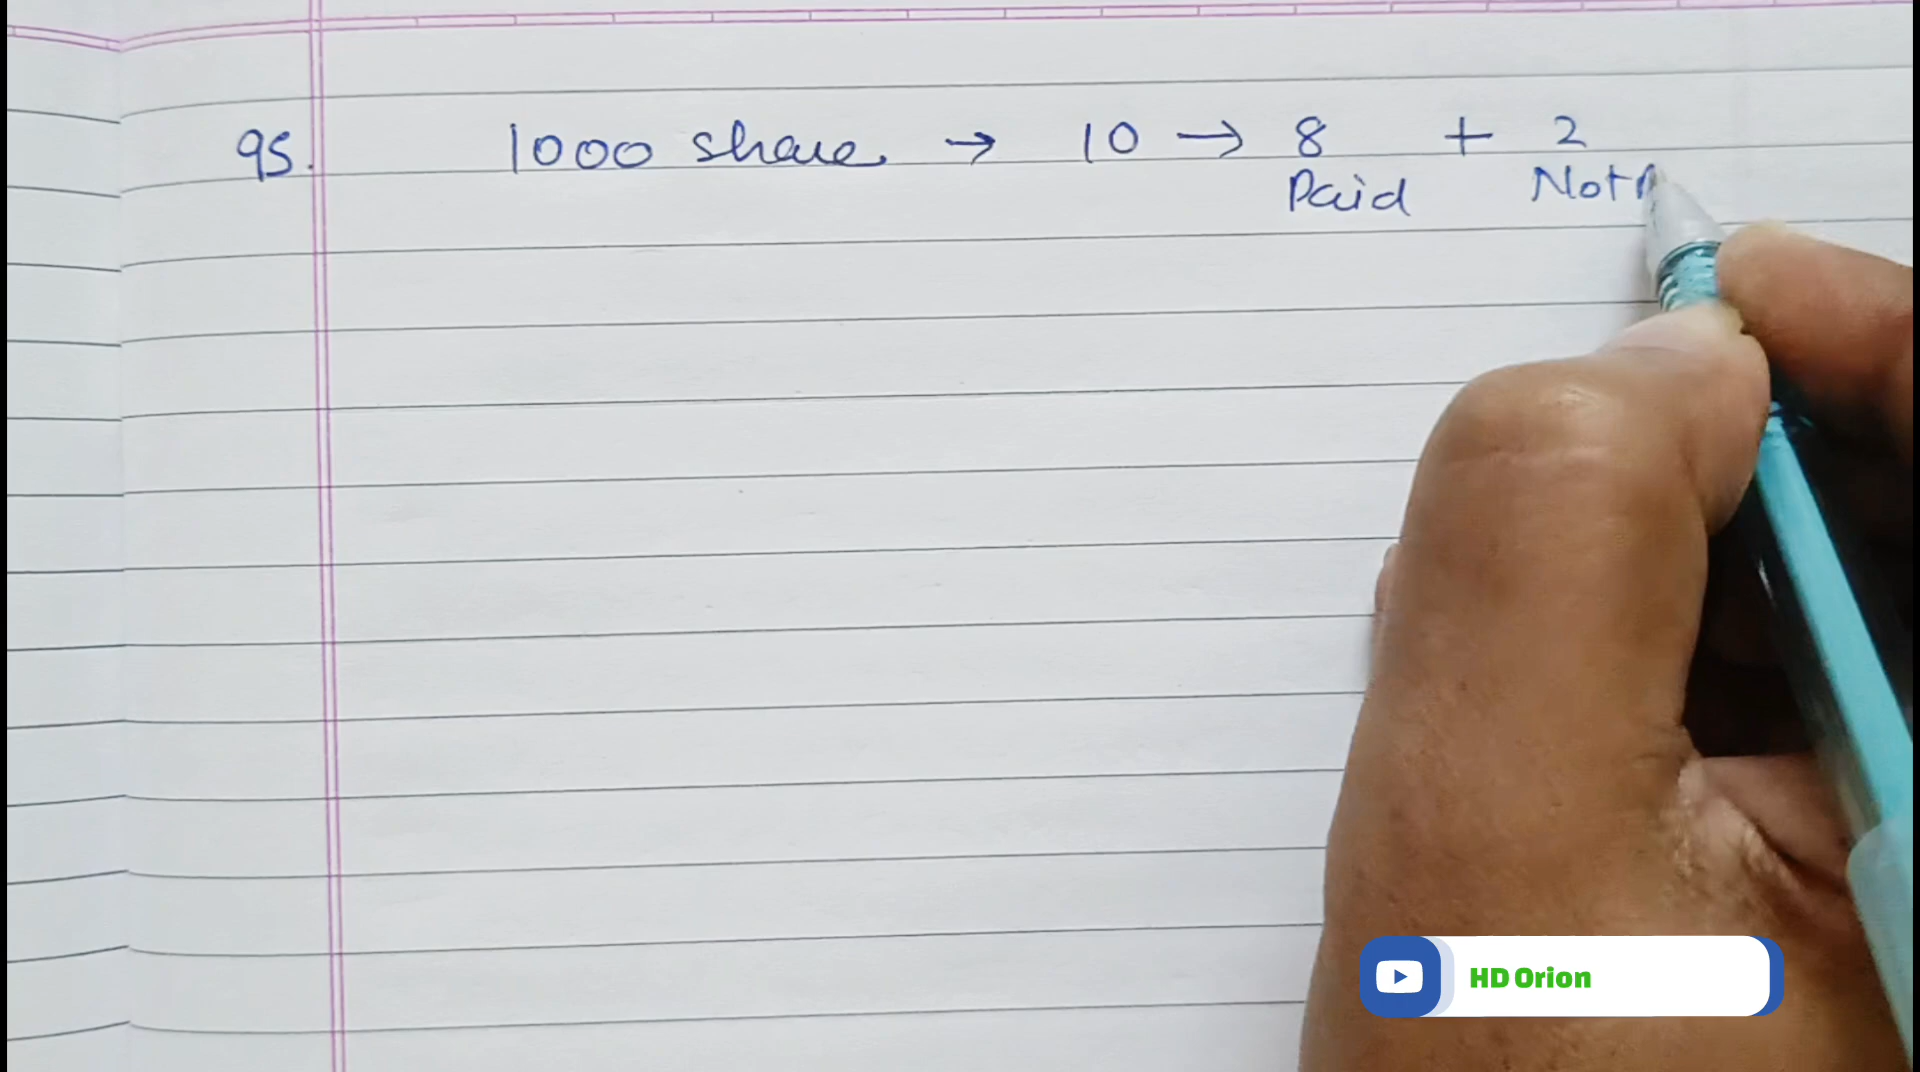 95. 1000 share → 10 → 8 + 2
Paid Not
HD Orion